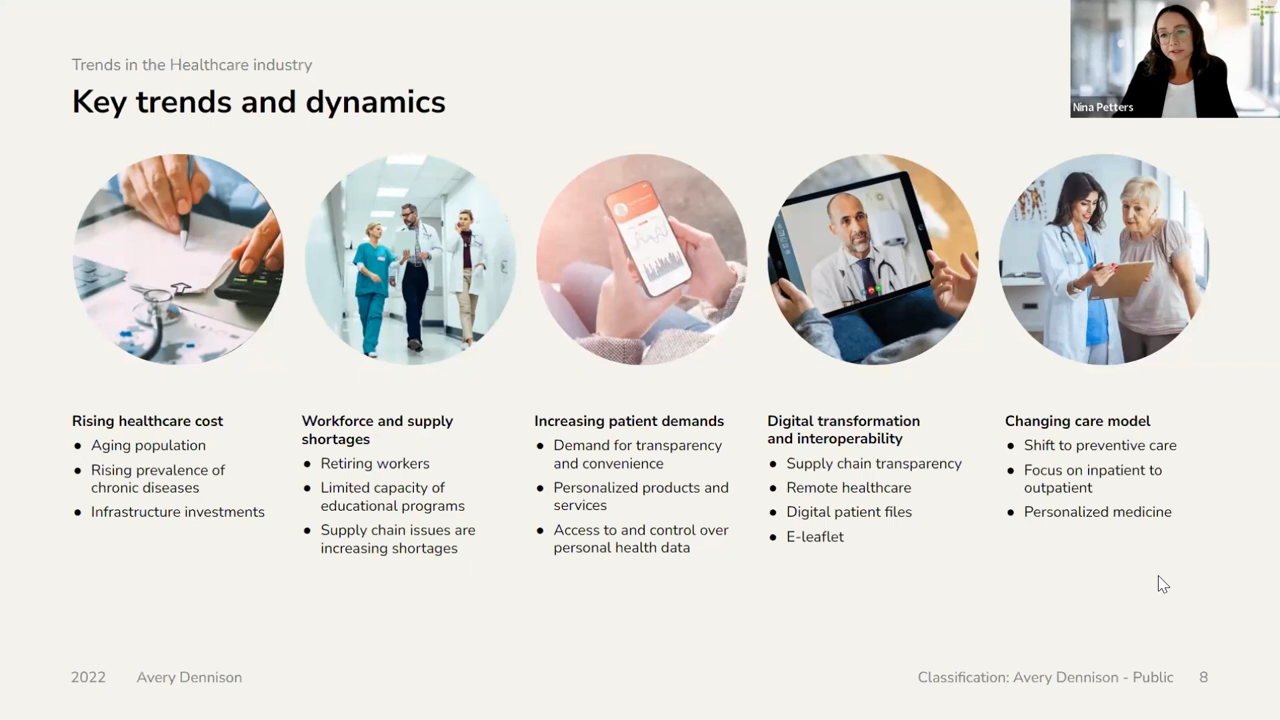 Trends in the Healthcare industry
Key trends and dynamics
Nina Petters
Rising healthcare cost
● Aging population
● Rising prevalence of
chronic diseases
● Infrastructure investments
Workforce and supply
shortages
● Retiring workers
● Limited capacity of
educational programs
● Supply chain issues are
increasing shortages
Increasing patient demands
● Demand for transparency
and convenience
● Personalized products and
services
● Access to and control over
personal health data
Digital transformation
and interoperability
● Supply chain transparency
● Remote healthcare
● Digital patient files
● E-leaflet
Changing care model
● Shift to preventive care
● Focus on inpatient to
outpatient
● Personalized medicine
2022 Avery Dennison
Classification: Avery Dennison - Public 8